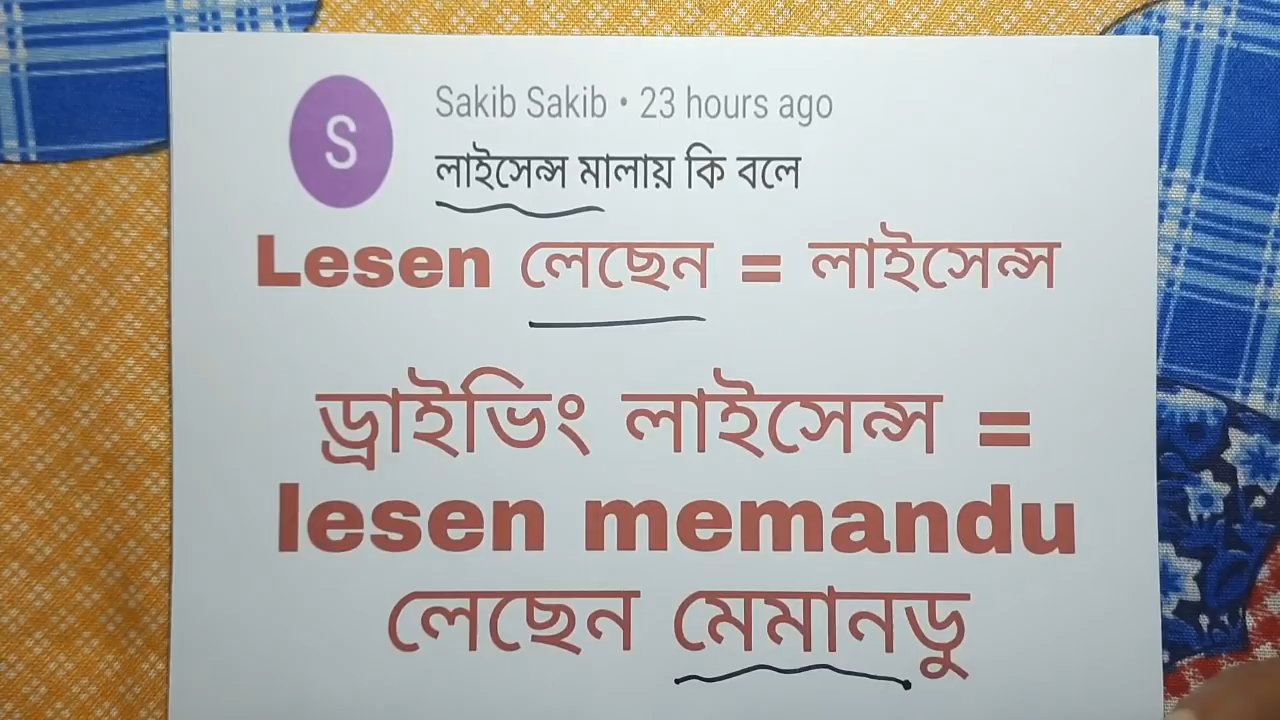 S
Sakib Sakib • 23 hours ago
লাইসেন্স মালায় কি বলে
Lesen লেছেন = লাইসেন্স
ড্রাইভিং লাইসেন্স =
lesen memandu
লেছেন মেমানডু